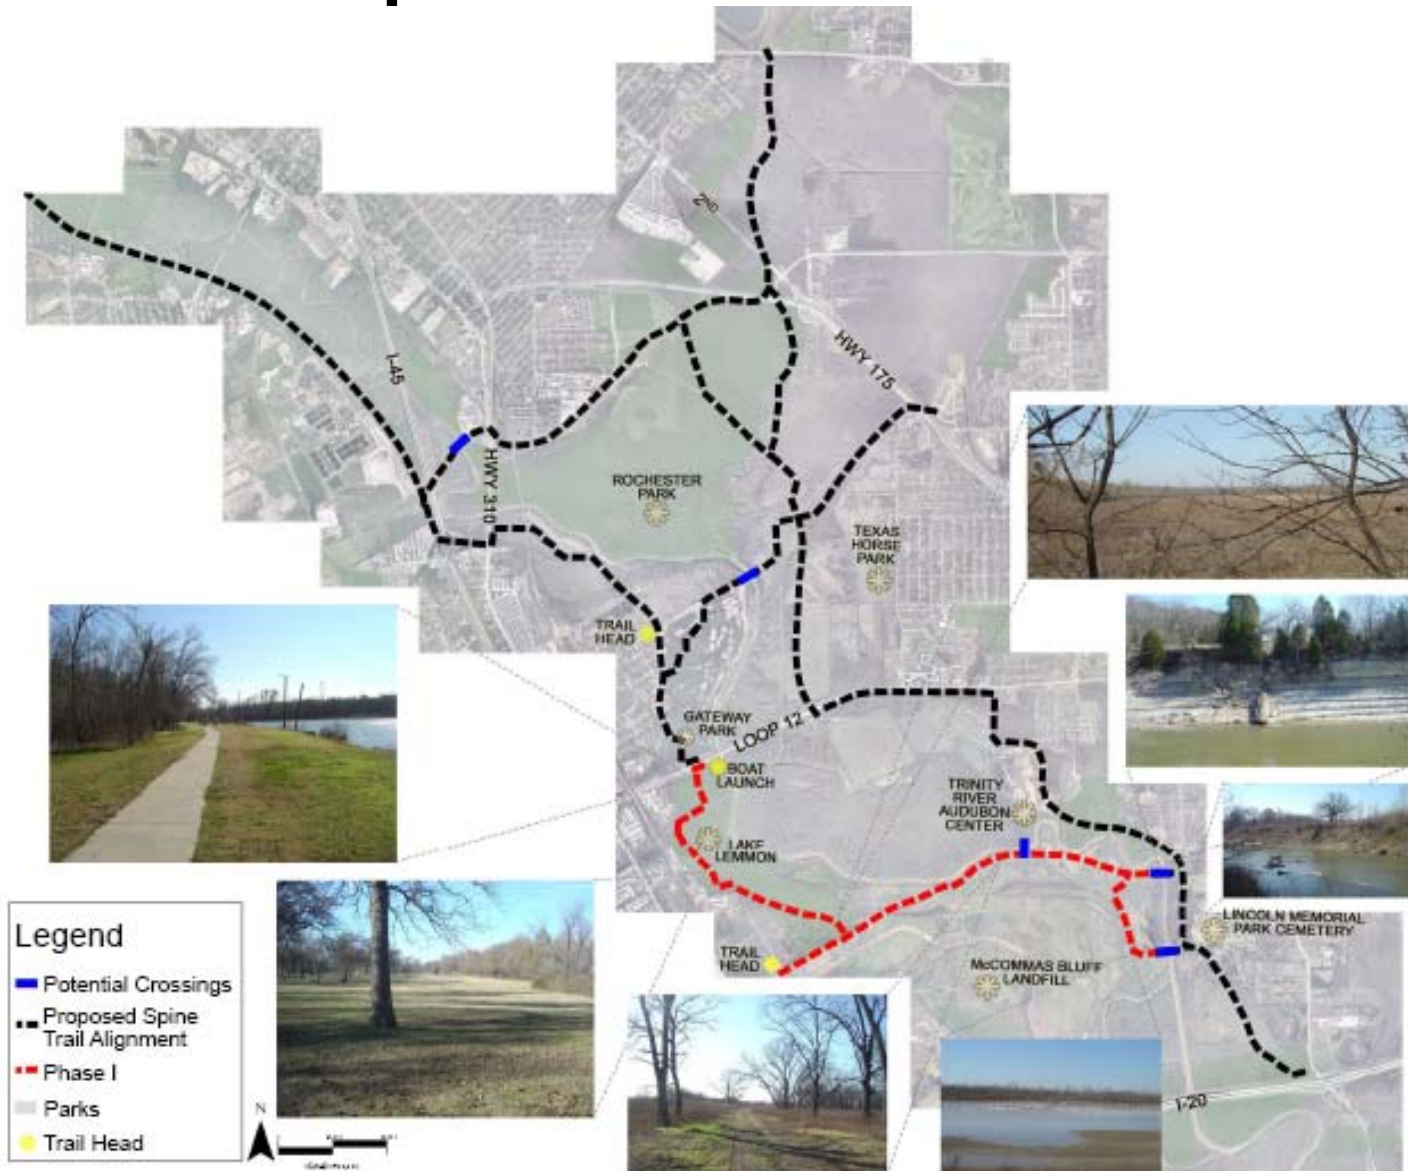 2ND
I-45
HWY 175
HWY 310
ROCHESTER
PARK
TEXAS
HORSE
PARK
TRAIL
HEAD
GATEWAY
PARK
LOOP 12
BOAT
LAUNCH
TRINITY
RIVER
AUDUBON
CENTER
LAKE
LEMMON
LINCOLN MEMORIAL
PARK CEMETERY
TRAIL
HEAD
McCOMMAS BLUFF
LANDFILL
I-20
Legend
Potential Crossings
Proposed Spine
Trail Alignment
Phase I
Parks
Trail Head
N